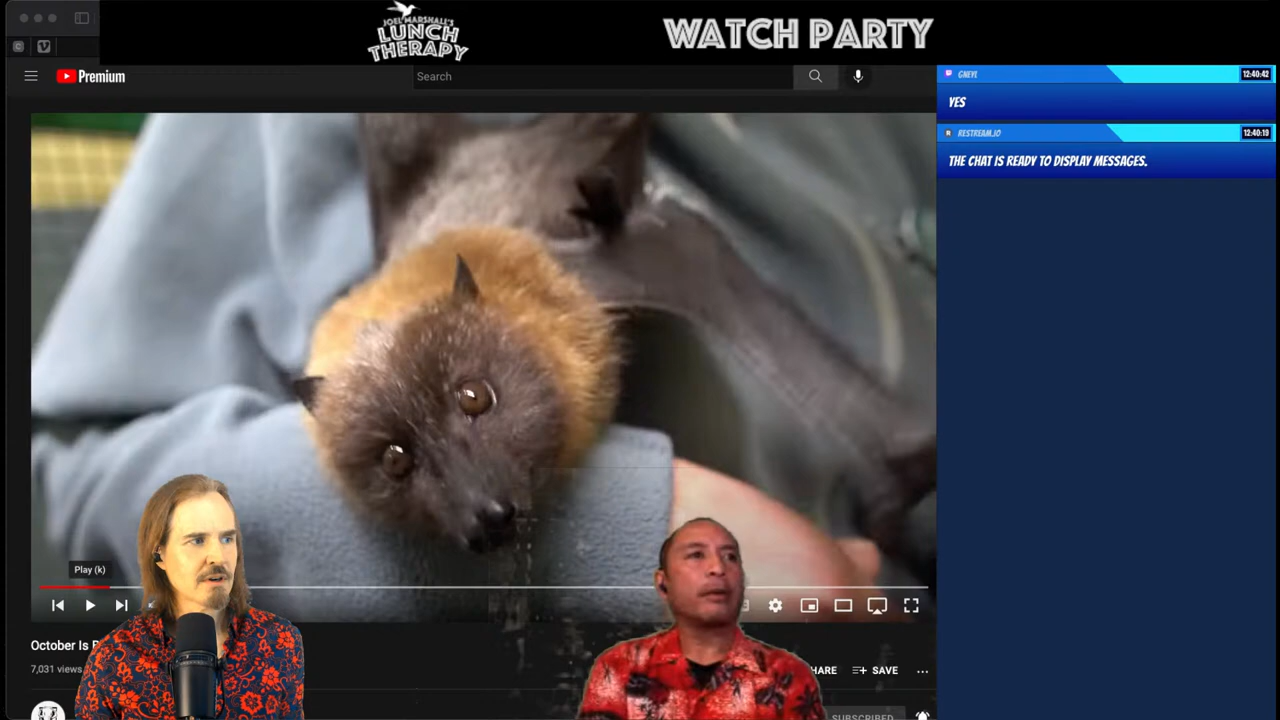 JOEL MARSHALL'S
LUNCH
THERAPY
WATCH PARTY
Premium
Search
GNEVL
12:40:42
YES
RESTREAM.IO
12:40:19
THE CHAT IS READY TO DISPLAY MESSAGES.
Play (k)
October Is
7,031 views
SAVE
...
SUBSCRIBED